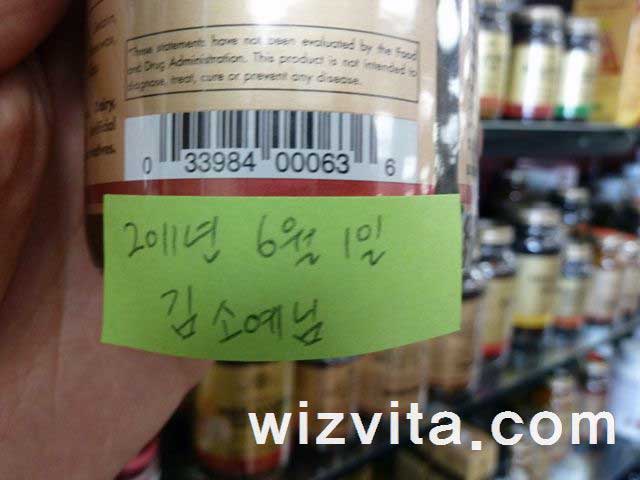 *These statements have not been evaluated by the Food
and Drug Administration. This product is not intended to
diagnose, treat, cure or prevent any disease.
0 33984 00063 6
2011년 6월 1일
김소예님
wizvita.com